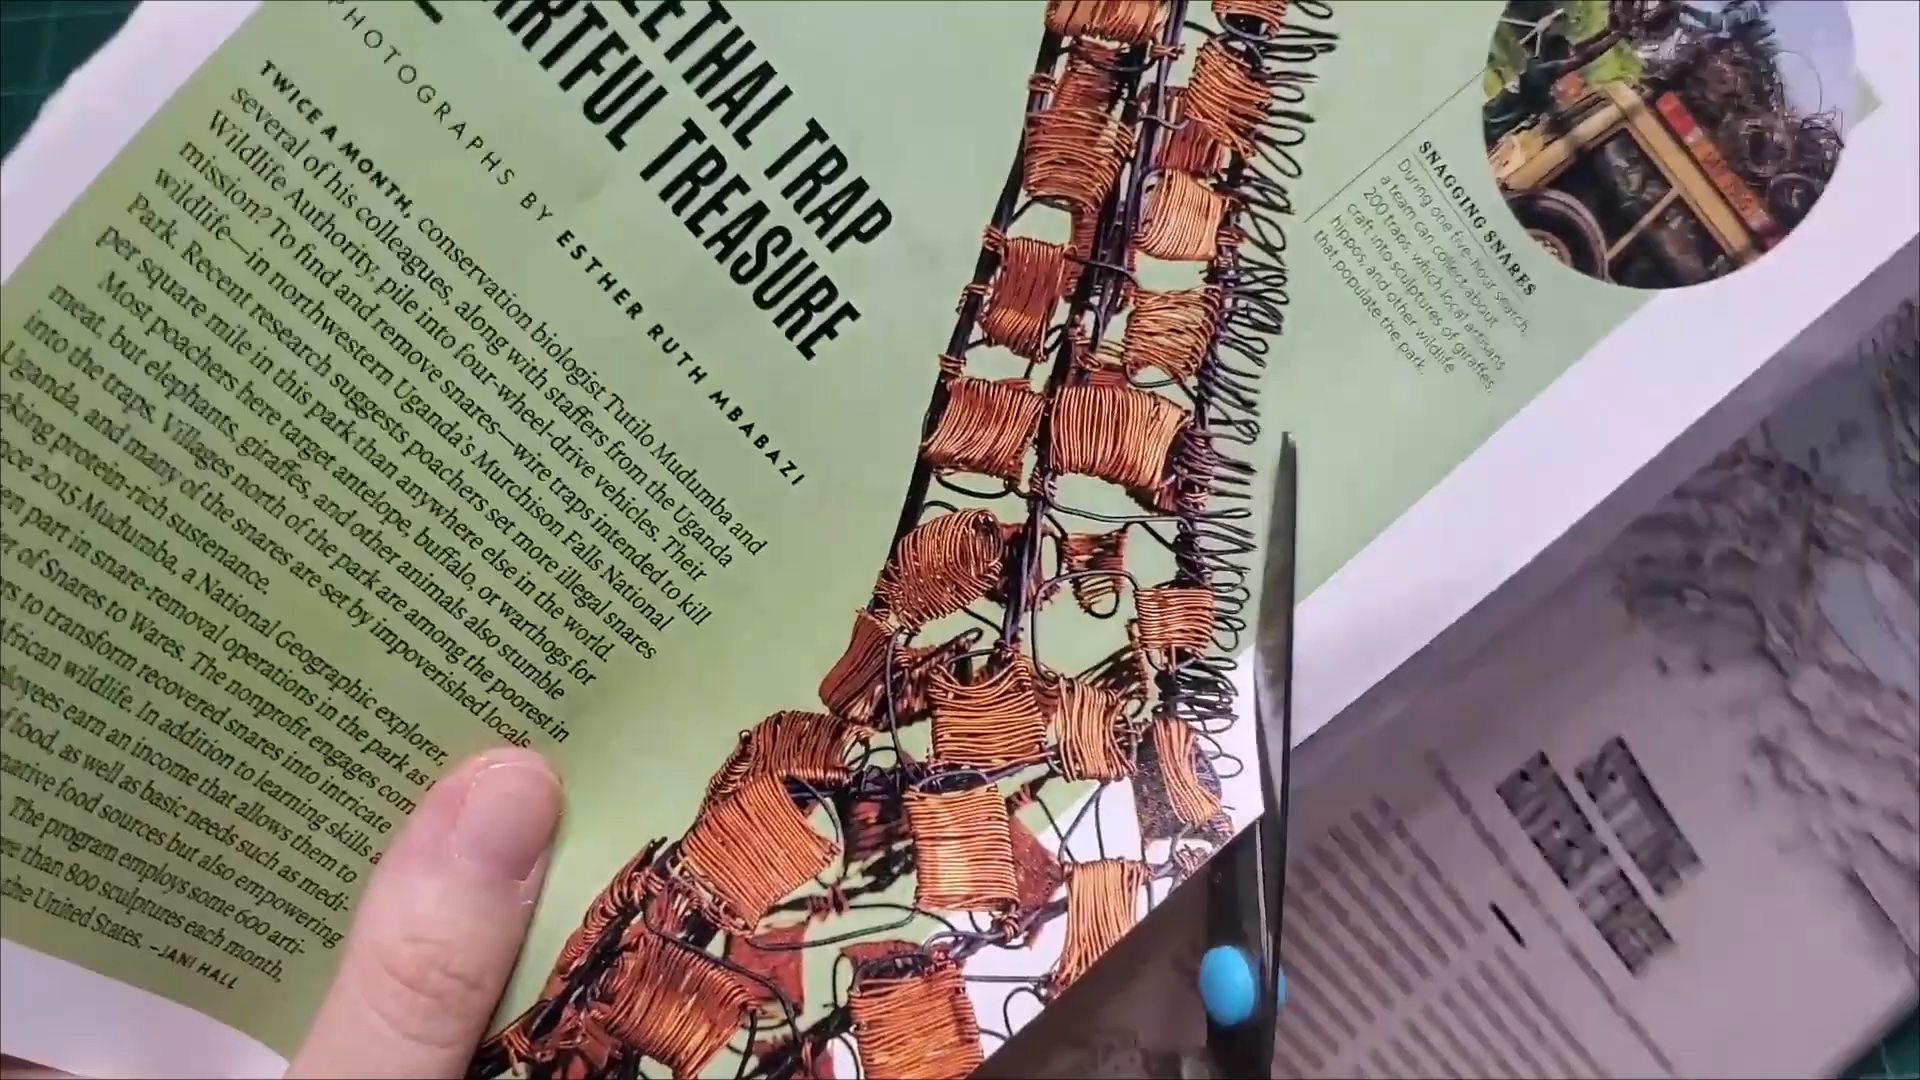 LETHAL TRAP
ARTFUL TREASURE
PHOTOGRAPHS BY ESTHER RUTH MBABAZI
TWICE A MONTH, conservation biologist Tutilo Mudumba and
several of his colleagues, along with staffers from the Uganda
Wildlife Authority, pile into four-wheel-drive vehicles. Their
mission? To find and remove snares—wire traps intended to kill
wildlife—in northwestern Uganda's Murchison Falls National
Park. Recent research suggests poachers set more illegal snares
per square mile in this park than anywhere else in the world.
Most poachers here target antelope, buffalo, or warthogs for
meat, but elephants, giraffes, and other animals also stumble
into the traps. Villages north of the park are among the poorest in
Uganda, and many of the snares are set by impoverished locals
eking protein-rich sustenance.
nce 2015 Mudumba, a National Geographic explorer,
en part in snare-removal operations in the park as
er of Snares to Wares. The nonprofit engages com
rs to transform recovered snares into intricate
African wildlife. In addition to learning skills a
ployees earn an income that allows them to
f food, as well as basic needs such as medi-
native food sources but also empowering
The program employs some 600 arti-
re than 800 sculptures each month,
the United States. —JANI HALL
SNAGGING SNARES
During one five-hour search,
a team can collect about
200 traps, which local artisans
craft into sculptures of giraffes,
hippos, and other wildlife
that populate the park.